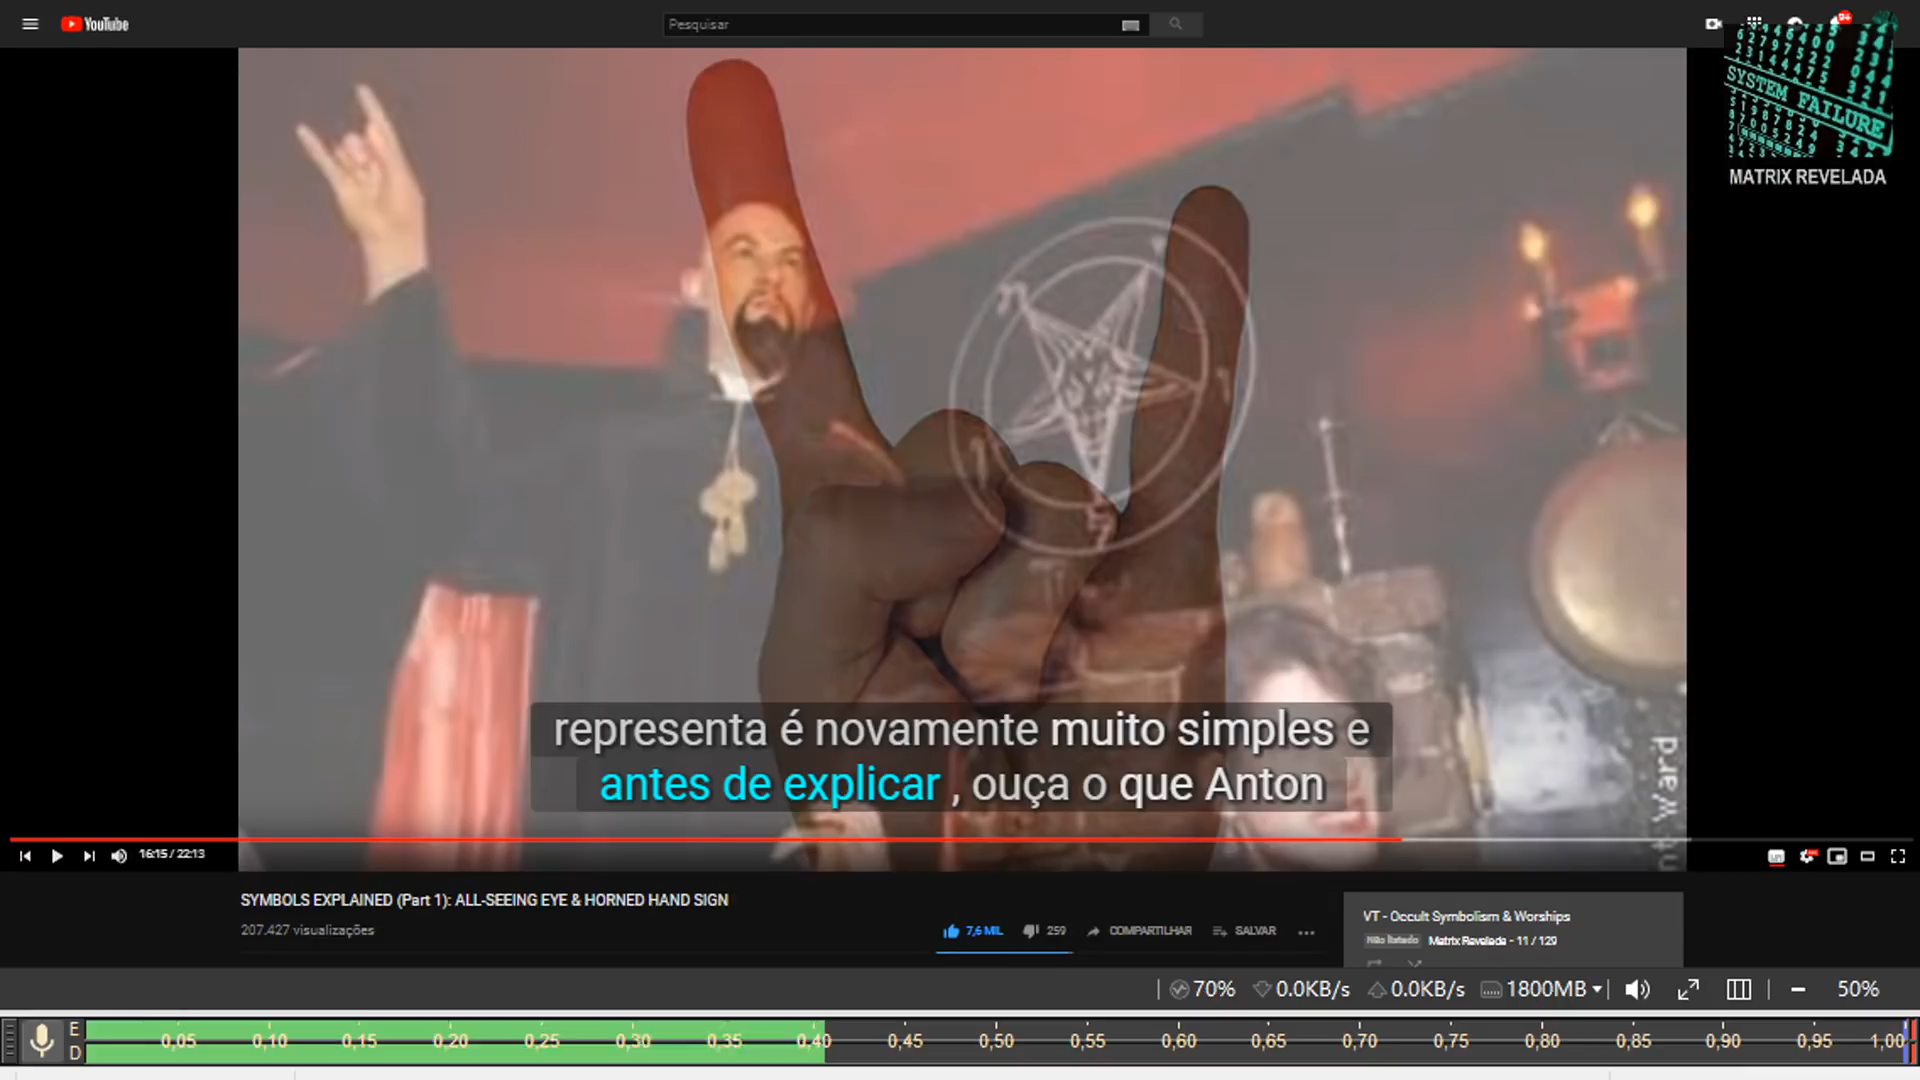 YouTube
Pesquisar
9+
SYSTEM FAILURE
MATRIX REVELADA
representa é novamente muito simples e
antes de explicar , ouça o que Anton
16:15 / 22:13
SYMBOLS EXPLAINED (Part 1): ALL-SEEING EYE & HORNED HAND SIGN
207.427 visualizações
7,6 MIL
259
COMPARTILHAR
SALVAR
VT - Occult Symbolism & Worships
Não listado Matrix Revelada - 11 / 129
70% 0.0KB/s 0.0KB/s 1800MB 50%
E
D
0,05 0,10 0,15 0,20 0,25 0,30 0,35 0,40 0,45 0,50 0,55 0,60 0,65 0,70 0,75 0,80 0,85 0,90 0,95 1,00